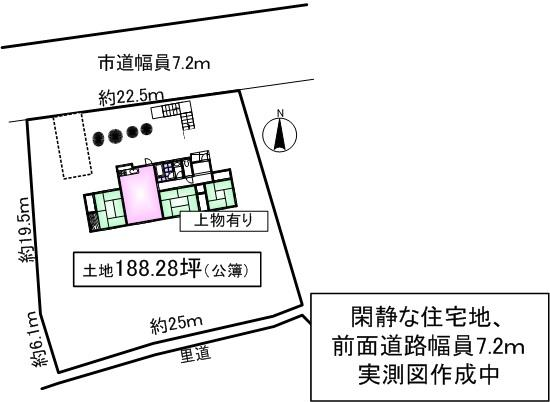 市道幅員7.2m
約22.5m
N
約19.5m
上物有り
土地188.28坪(公簿)
約6.1m
約25m
里道
閑静な住宅地、
前面道路幅員7.2m
実測図作成中